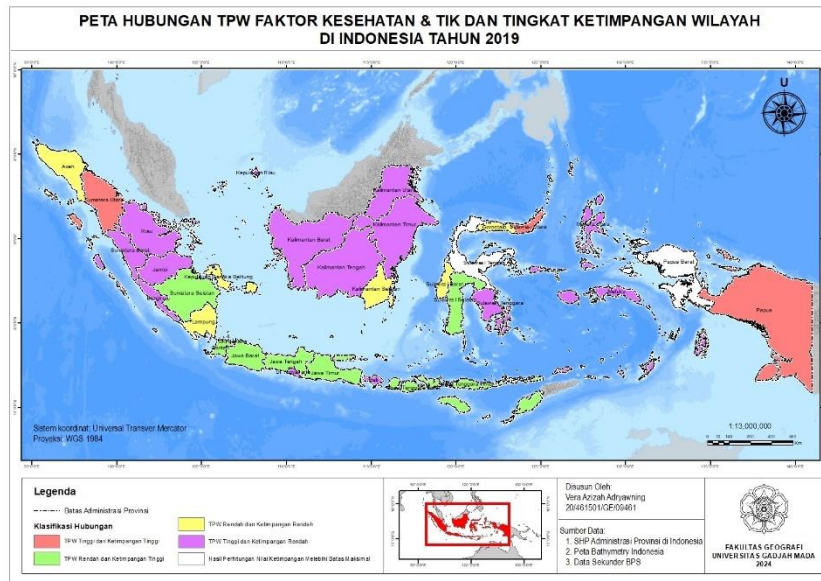 PETA HUBUNGAN TPW FAKTOR KESEHATAN & TIK DAN TINGKAT KETIMPANGAN WILAYAH
DI INDONESIA TAHUN 2019
U
Aceh
Sumatera Utara
Riau
Kepulauan Riau
Sumatera Barat
Jambi
Sumatera Selatan
Lampung
Kalimantan Utara
Kalimantan Timur
Kalimantan Barat
Kalimantan Tengah
Kalimantan Selatan
Sulawesi Tenggara
Papua Barat
Papua
Jawa Barat
Jawa Tengah
Jawa Timur
Sistem koordinat: Universal Transver Mercator
Proyeksi: WGS 1984
1:13,000,000
Legenda
Batas Administrasi Provinsi
Klasifikasi Hubungan
TPW Tinggi dan Ketimpangan Tinggi
TPW Rendah dan Ketimpangan Tinggi
TPW Rendah dan Ketimpangan Rendah
TPW Tinggi dan Ketimpangan Rendah
Hasil Perhitungan Nilai Ketimpangan Melebihi Batas Maksimal
Disusun Oleh:
Vera Azizah Adryawning
20/461501/GE/09461
Sumber Data:
1. SHP Administrasi Provinsi di Indonesia
2. Peta Bathymetry Indonesia
3. Data Sekunder BPS
FAKULTAS GEOGRAFI
UNIVERSITAS GADJAH MADA
2024